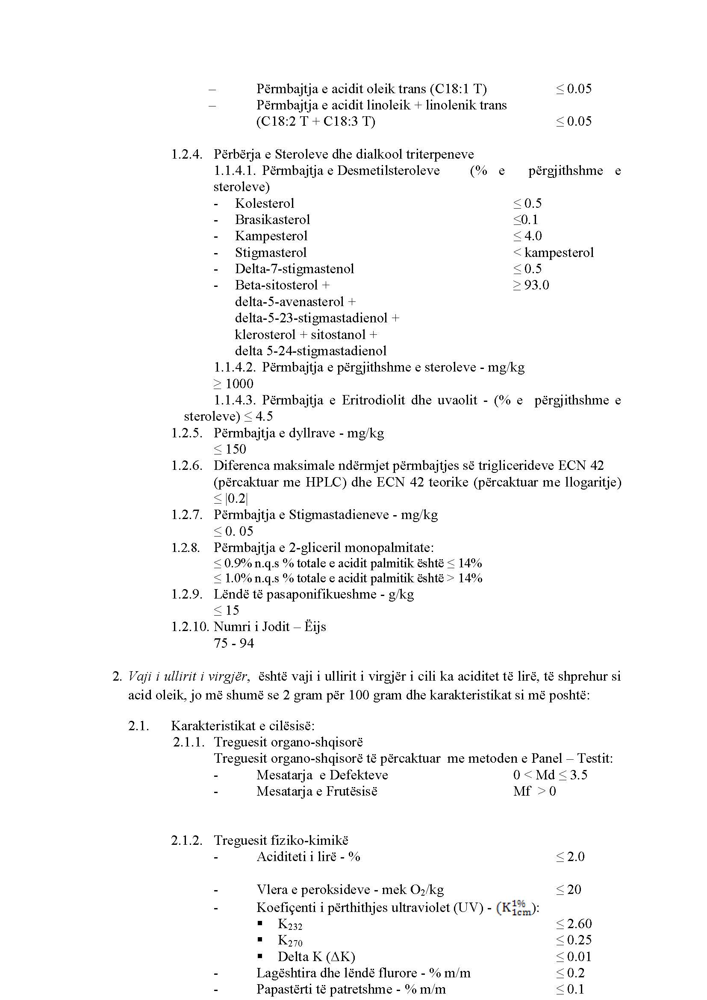 – Përmbajtja e acidit oleik trans (C18:1 T) ≤ 0.05
– Përmbajtja e acidit linoleik + linolenik trans
(C18:2 T + C18:3 T) ≤ 0.05
1.2.4. Përbërja e Steroleve dhe dialkool triterpeneve
1.1.4.1. Përmbajtja e Desmetilsteroleve (% e përgjithshme e
steroleve)
- Kolesterol ≤ 0.5
- Brasikasterol ≤0.1
- Kampesterol ≤ 4.0
- Stigmasterol < kampesterol
- Delta-7-stigmastenol ≤ 0.5
- Beta-sitosterol + ≥ 93.0
delta-5-avenasterol +
delta-5-23-stigmastadienol +
klerosterol + sitostanol +
delta 5-24-stigmastadienol
1.1.4.2. Përmbajtja e përgjithshme e steroleve - mg/kg
≥ 1000
1.1.4.3. Përmbajtja e Eritrodiolit dhe uvaolit - (% e përgjithshme e
steroleve) ≤ 4.5
1.2.5. Përmbajtja e dyllrave - mg/kg
≤ 150
1.2.6. Diferenca maksimale ndërmjet përmbajtjes së triglicerideve ECN 42
(përcaktuar me HPLC) dhe ECN 42 teorike (përcaktuar me llogaritje)
≤ |0.2|
1.2.7. Përmbajtja e Stigmastadieneve - mg/kg
≤ 0. 05
1.2.8. Përmbajtja e 2-gliceril monopalmitate:
≤ 0.9% n.q.s % totale e acidit palmitik është ≤ 14%
≤ 1.0% n.q.s % totale e acidit palmitik është > 14%
1.2.9. Lëndë të pasaponifikueshme - g/kg
≤ 15
1.2.10. Numri i Jodit – Ëijs
75 - 94
2. Vaji i ullirit i virgjër, është vaji i ullirit i virgjër i cili ka aciditet të lirë, të shprehur si
acid oleik, jo më shumë se 2 gram për 100 gram dhe karakteristikat si më poshtë:
2.1. Karakteristikat e cilësisë:
2.1.1. Treguesit organo-shqisorë
Treguesit organo-shqisorë të përcaktuar me metoden e Panel – Testit:
- Mesatarja e Defekteve 0 < Md ≤ 3.5
- Mesatarja e Frutësisë Mf > 0
2.1.2. Treguesit fiziko-kimikë
- Aciditeti i lirë - % ≤ 2.0
- Vlera e peroksideve - mek O₂/kg ≤ 20
- Koefiçenti i përthithjes ultraviolet (UV) - (K 1% 1cm):
▪ K₂₃₂ ≤ 2.60
▪ K₂₇₀ ≤ 0.25
▪ Delta K (ΔK) ≤ 0.01
- Lagështira dhe lëndë flurore - % m/m ≤ 0.2
- Papastërti të patretshme - % m/m ≤ 0.1